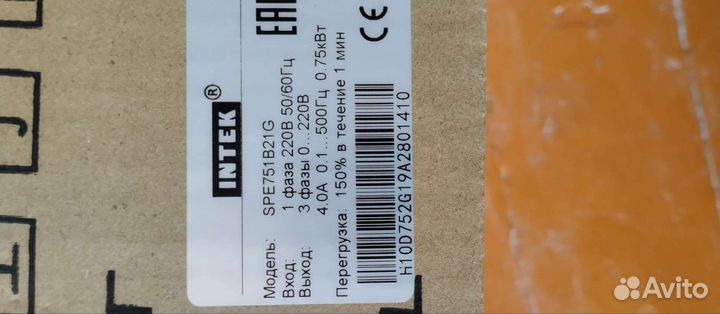 INTEK®
EAC
Модель: SPE751B21G
Вход: 1 фаза 220В 50/60Гц
Выход: 3 фазы 0...220В
4.0А 0.1...500Гц 0.75кВт
Перегрузка: 150% в течение 1 мин
CE
H10D752G19A2801410
Avito